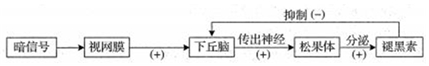 抑制(-)
暗信号 视网膜 (+) 下丘脑 传出神经 (+) 松果体 分泌 (+) 褪黑素